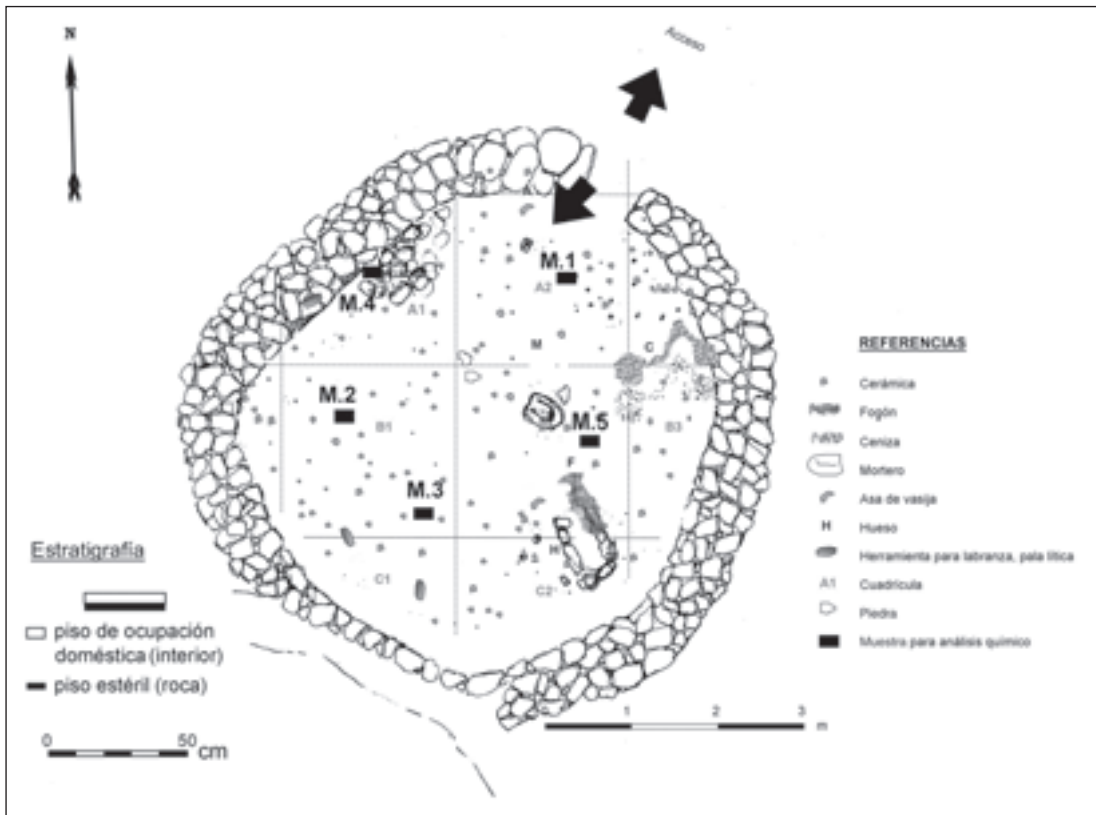 N
Acceso
M.1
A2
M.4
A1
M
C
M.2
B1
M.5
B3
F
M.3
H
C1
C2
REFERENCIAS
Cerámica
Fogón
Ceniza
Mortero
Asa de vasija
H Hueso
Herramienta para labranza, pala lítica
A1 Cuadrícula
Piedra
Muestra para análisis químico
Estratigrafía
piso de ocupación
doméstica (interior)
piso estéril (roca)
0 50 cm
0 1 2 3
m